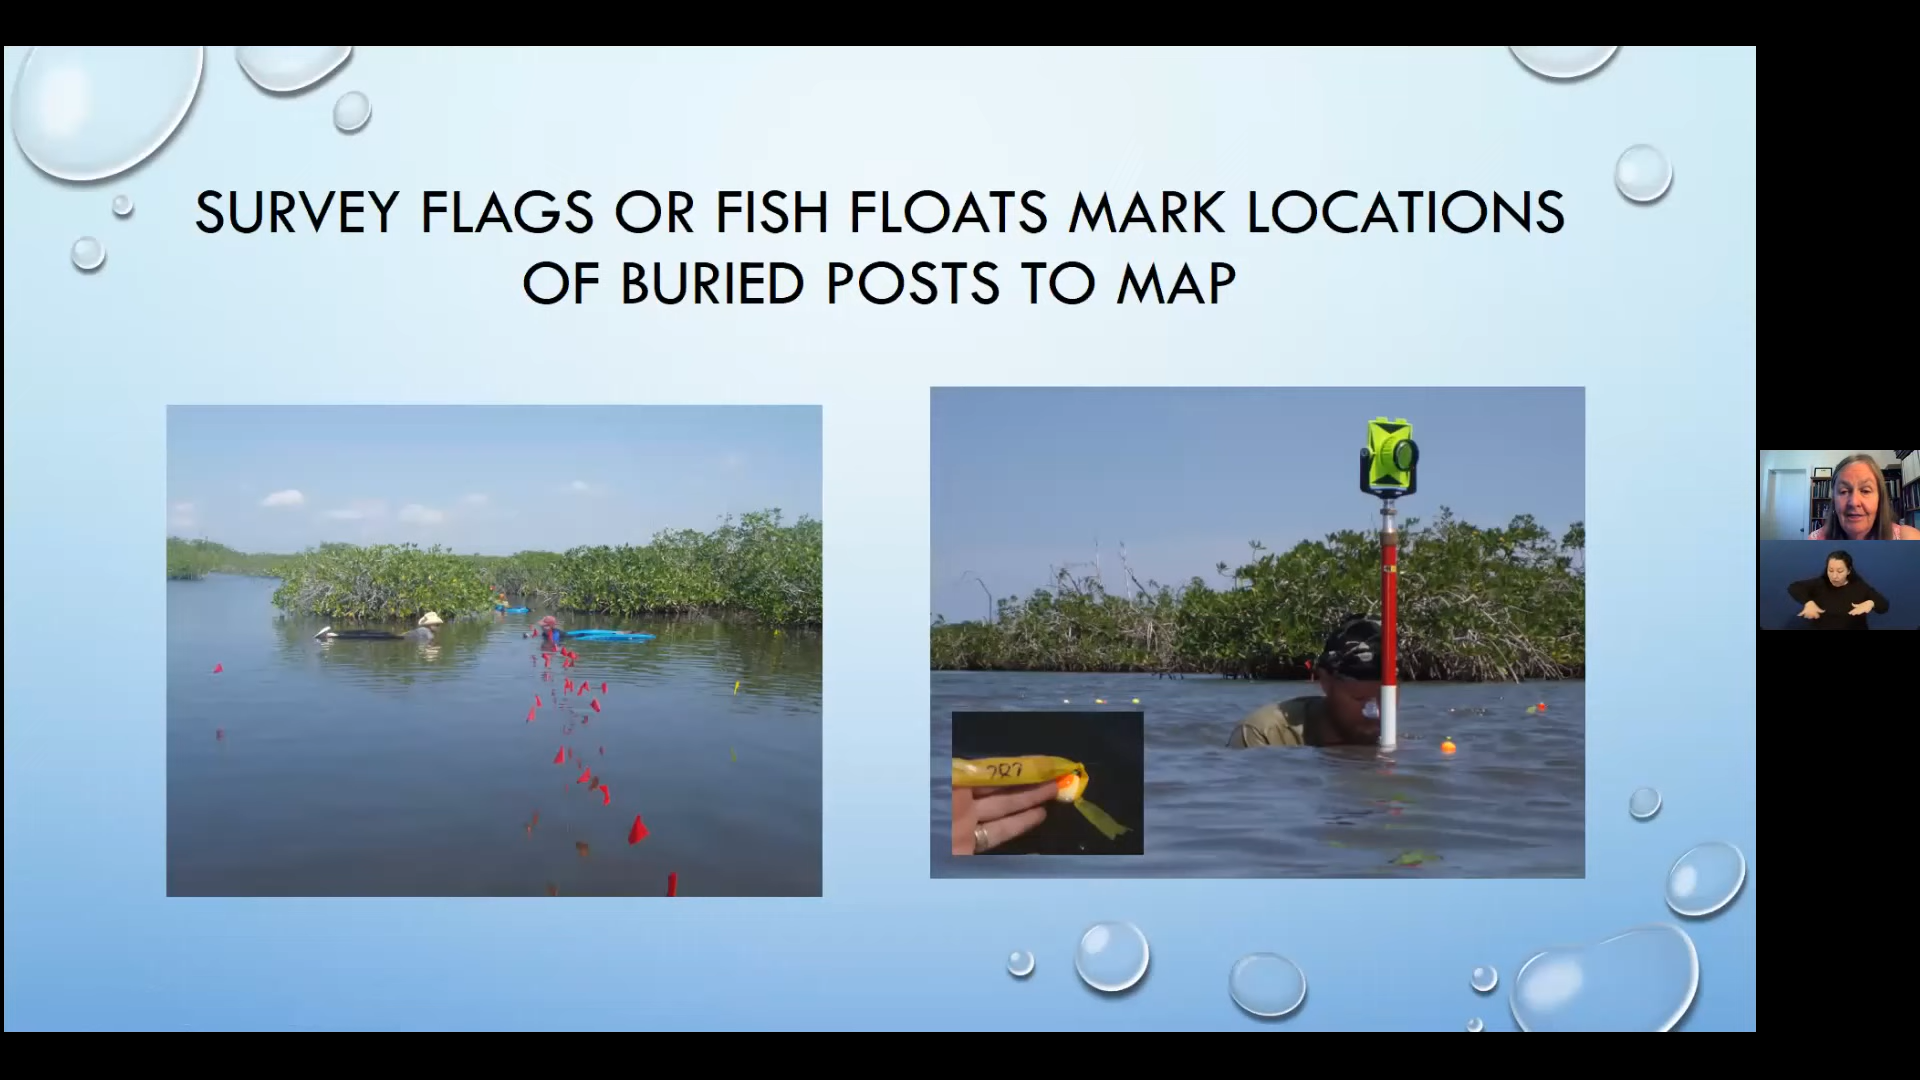 SURVEY FLAGS OR FISH FLOATS MARK LOCATIONS
OF BURIED POSTS TO MAP